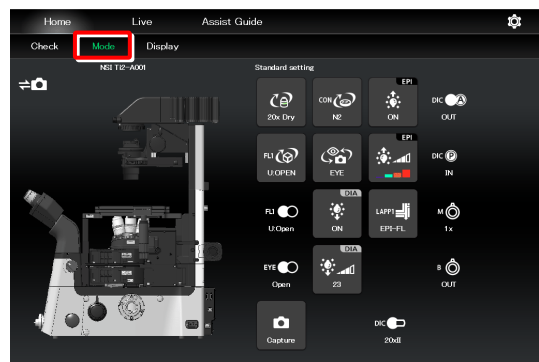 Home Live Assist Guide
Check Mode Display
NSI Ti2-A001 Standard setting
20x Dry
CON
N2
EPI
ON
DIC A
OUT
FL1
U:OPEN
EYE
EPI
DIC P
IN
FL1
U:Open
DIA
ON
LAPP1
EPI-FL
M
1x
EYE
Open
DIA
23
B
OUT
Capture
DIC
20xII